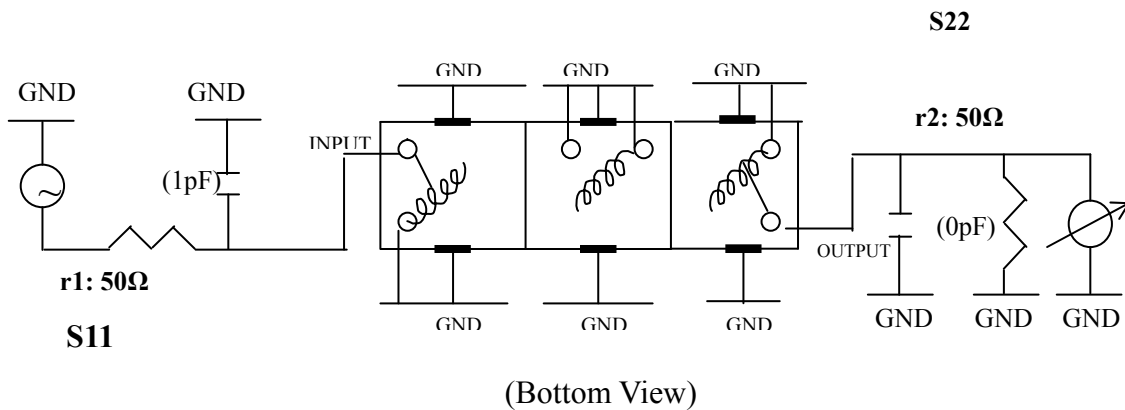 S22
GND GND GND
GND GND
r2: 50Ω
INPUT
(1pF)
(0pF)
OUTPUT
r1: 50Ω
GND GND GND
GND GND GND
S11
(Bottom View)